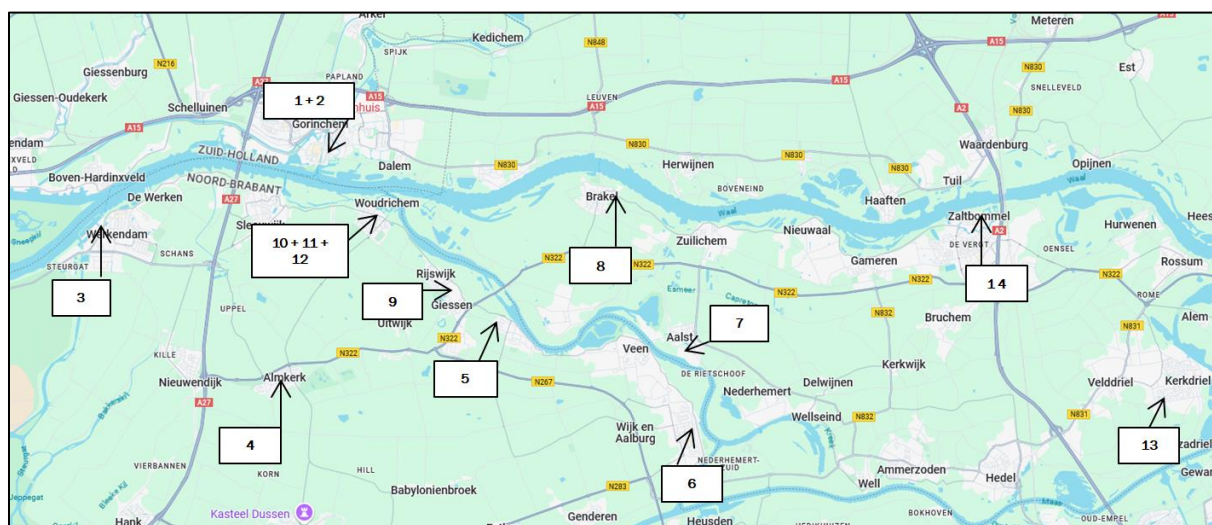 Arkel
Kedichem
SPIJK
N848
A15
Meteren
Giessenburg
N216
A27
PAPLAND
A15
N830
Est
Giessen-Oudekerk
Schelluinen
1 + 2
nhuis
LEUVEN
A15
SNELLEVELD
A2
N830
A15
Gorinchem
A15
endam
ZUID-HOLLAND
Dalem
N830
N830
Herwijnen
N830
N830
Waardenburg
Boven-Hardinxveld
NOORD-BRABANT
Opijnen
Waal
De Werken
A27
Woudrichem
Brakel
BOVENEIND
Waal
Haaften
Tuil
Zaltbommel
A2
Hurwenen
Hees
Werkendam
10 + 11 +
12
Zuilichem
Nieuwaal
DE VERGT
OENSEL
STEURGAT
SCHANS
Gameren
Rossum
N322
8
N322
3
Rijswijk
9
Giessen
N322
14
N322
ROME
UPPEL
Esmeer
N832
Alem
Uitwijk
7
Bruchem
N831
KILLE
N322
N322
Aalst
5
Veen
Kerkwijk
Nieuwendijk
Almkerk
N267
DE RIETSCHOOF
Velddriel
Kerkdriel
A27
Nederhemert
Delwijnen
Wellseind
N832
N831
4
Wijk en
Aalburg
13
VIERBANNEN
KORN
HILL
6
NEDERHEMERT-
ZUID
Ammerzoden
Hedel
Well
Babylonienbroek
N283
Hank
Kasteel Dussen
Genderen
Heusden
BOKHOVEN
Maas
OUD-EMPEL